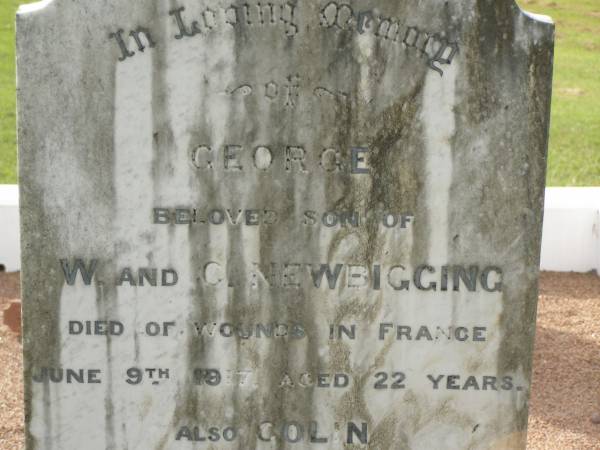 In Loving Memory
of
GEORGE
BELOVED SON OF
W. AND C. NEWBIGGING
DIED OF WOUNDS IN FRANCE
JUNE 9TH 1917. AGED 22 YEARS.
ALSO COLIN